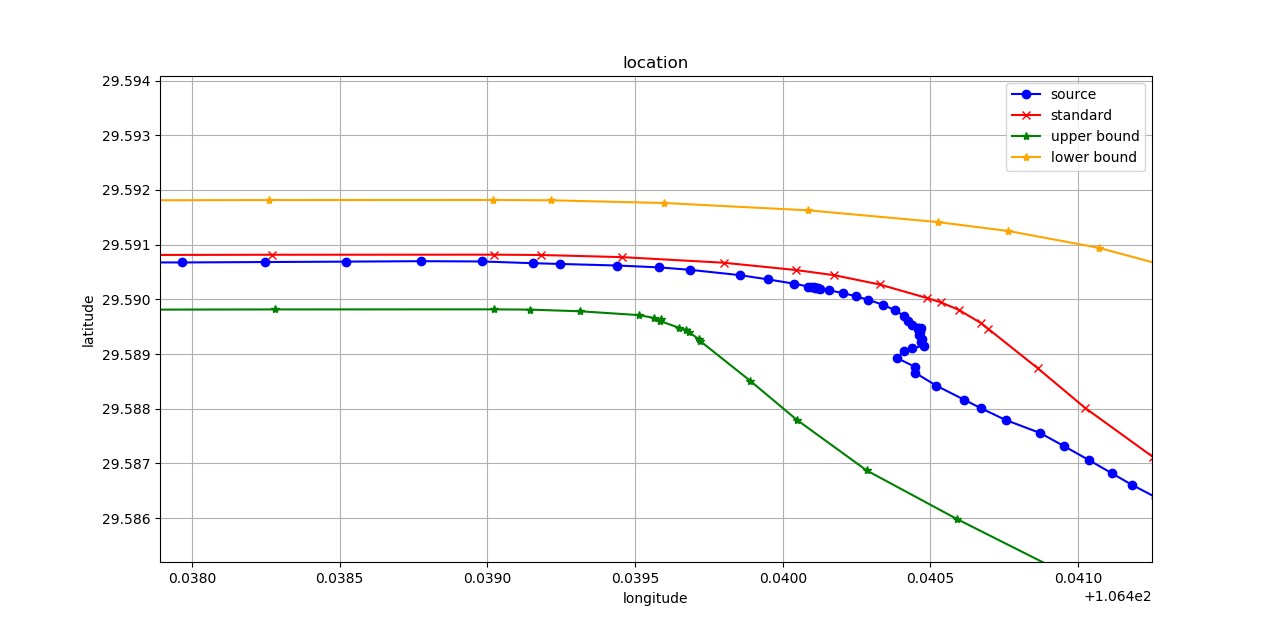 location
29.594
29.593
29.592
29.591
29.590
29.589
29.588
29.587
29.586
latitude
source
standard
upper bound
lower bound
0.0380 0.0385 0.0390 0.0395 0.0400 0.0405 0.0410
longitude
+1.064e2